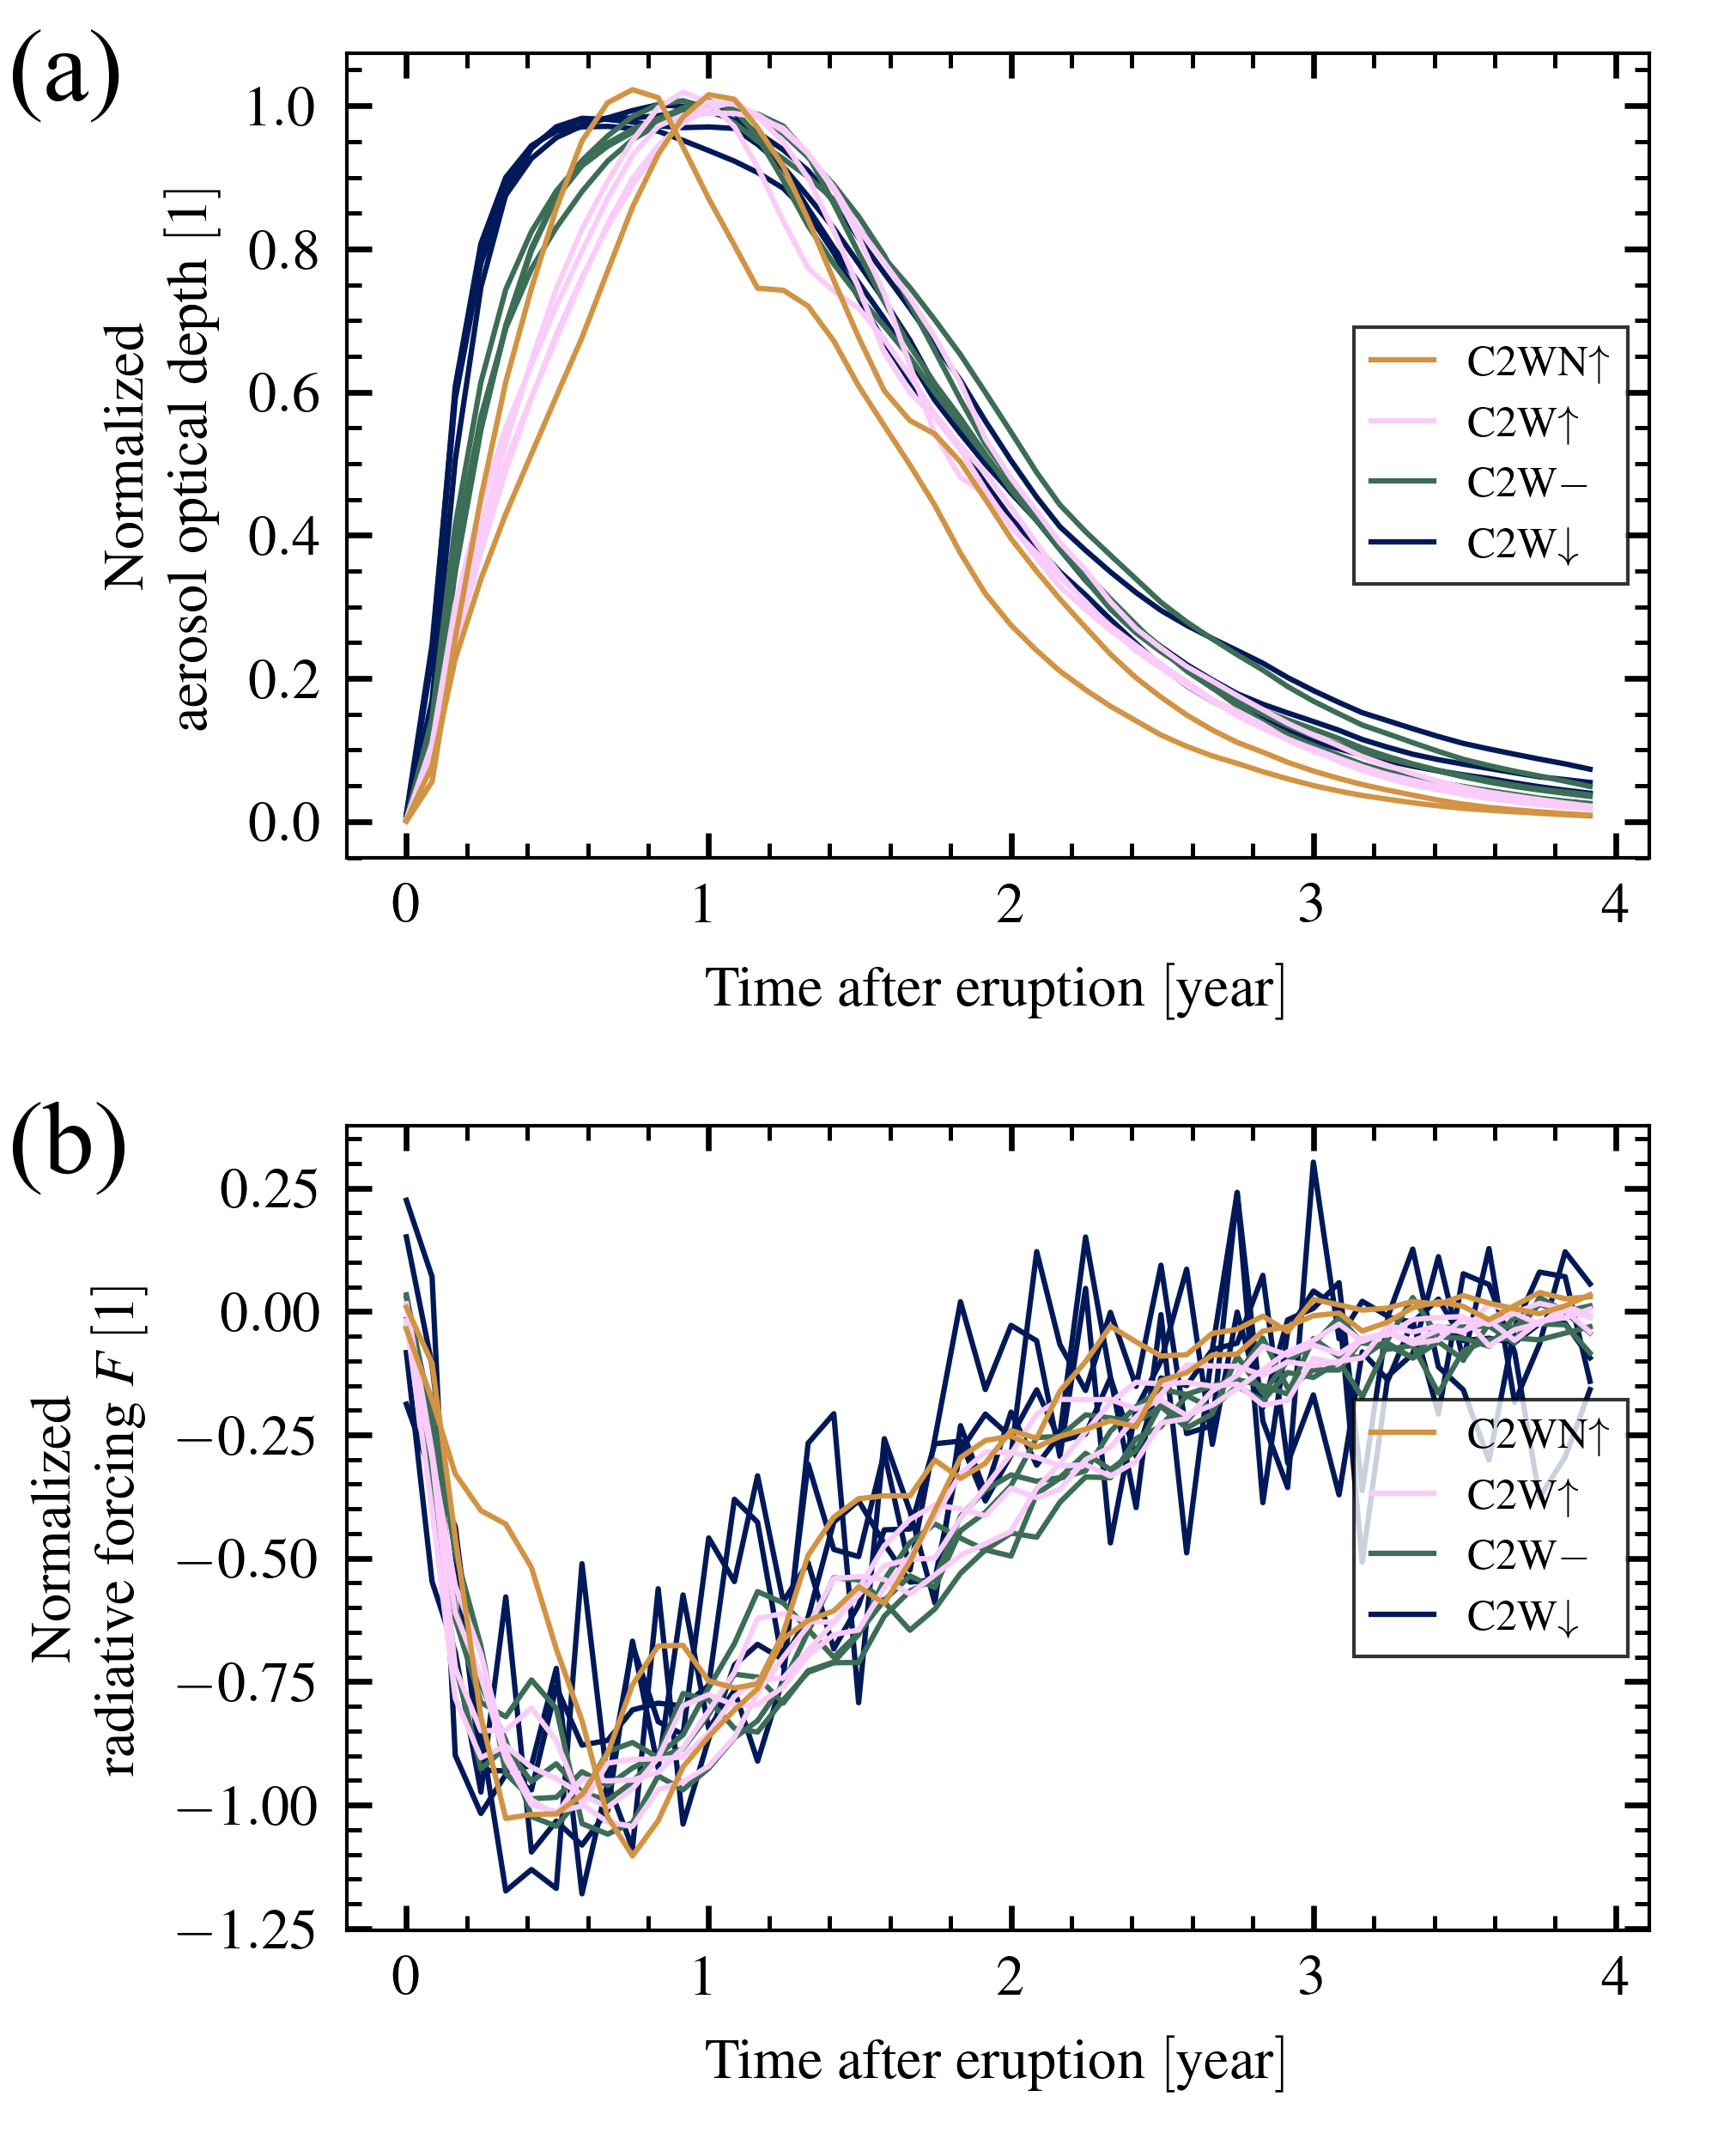 (a)
Normalized
aerosol optical depth [1]
1.0
0.8
0.6
0.4
0.2
0.0
C2WN↑
C2W↑
C2W−
C2W↓
0 1 2 3 4
Time after eruption [year]
(b)
Normalized
radiative forcing F [1]
0.25
0.00
−0.25
−0.50
−0.75
−1.00
−1.25
C2WN↑
C2W↑
C2W−
C2W↓
0 1 2 3 4
Time after eruption [year]